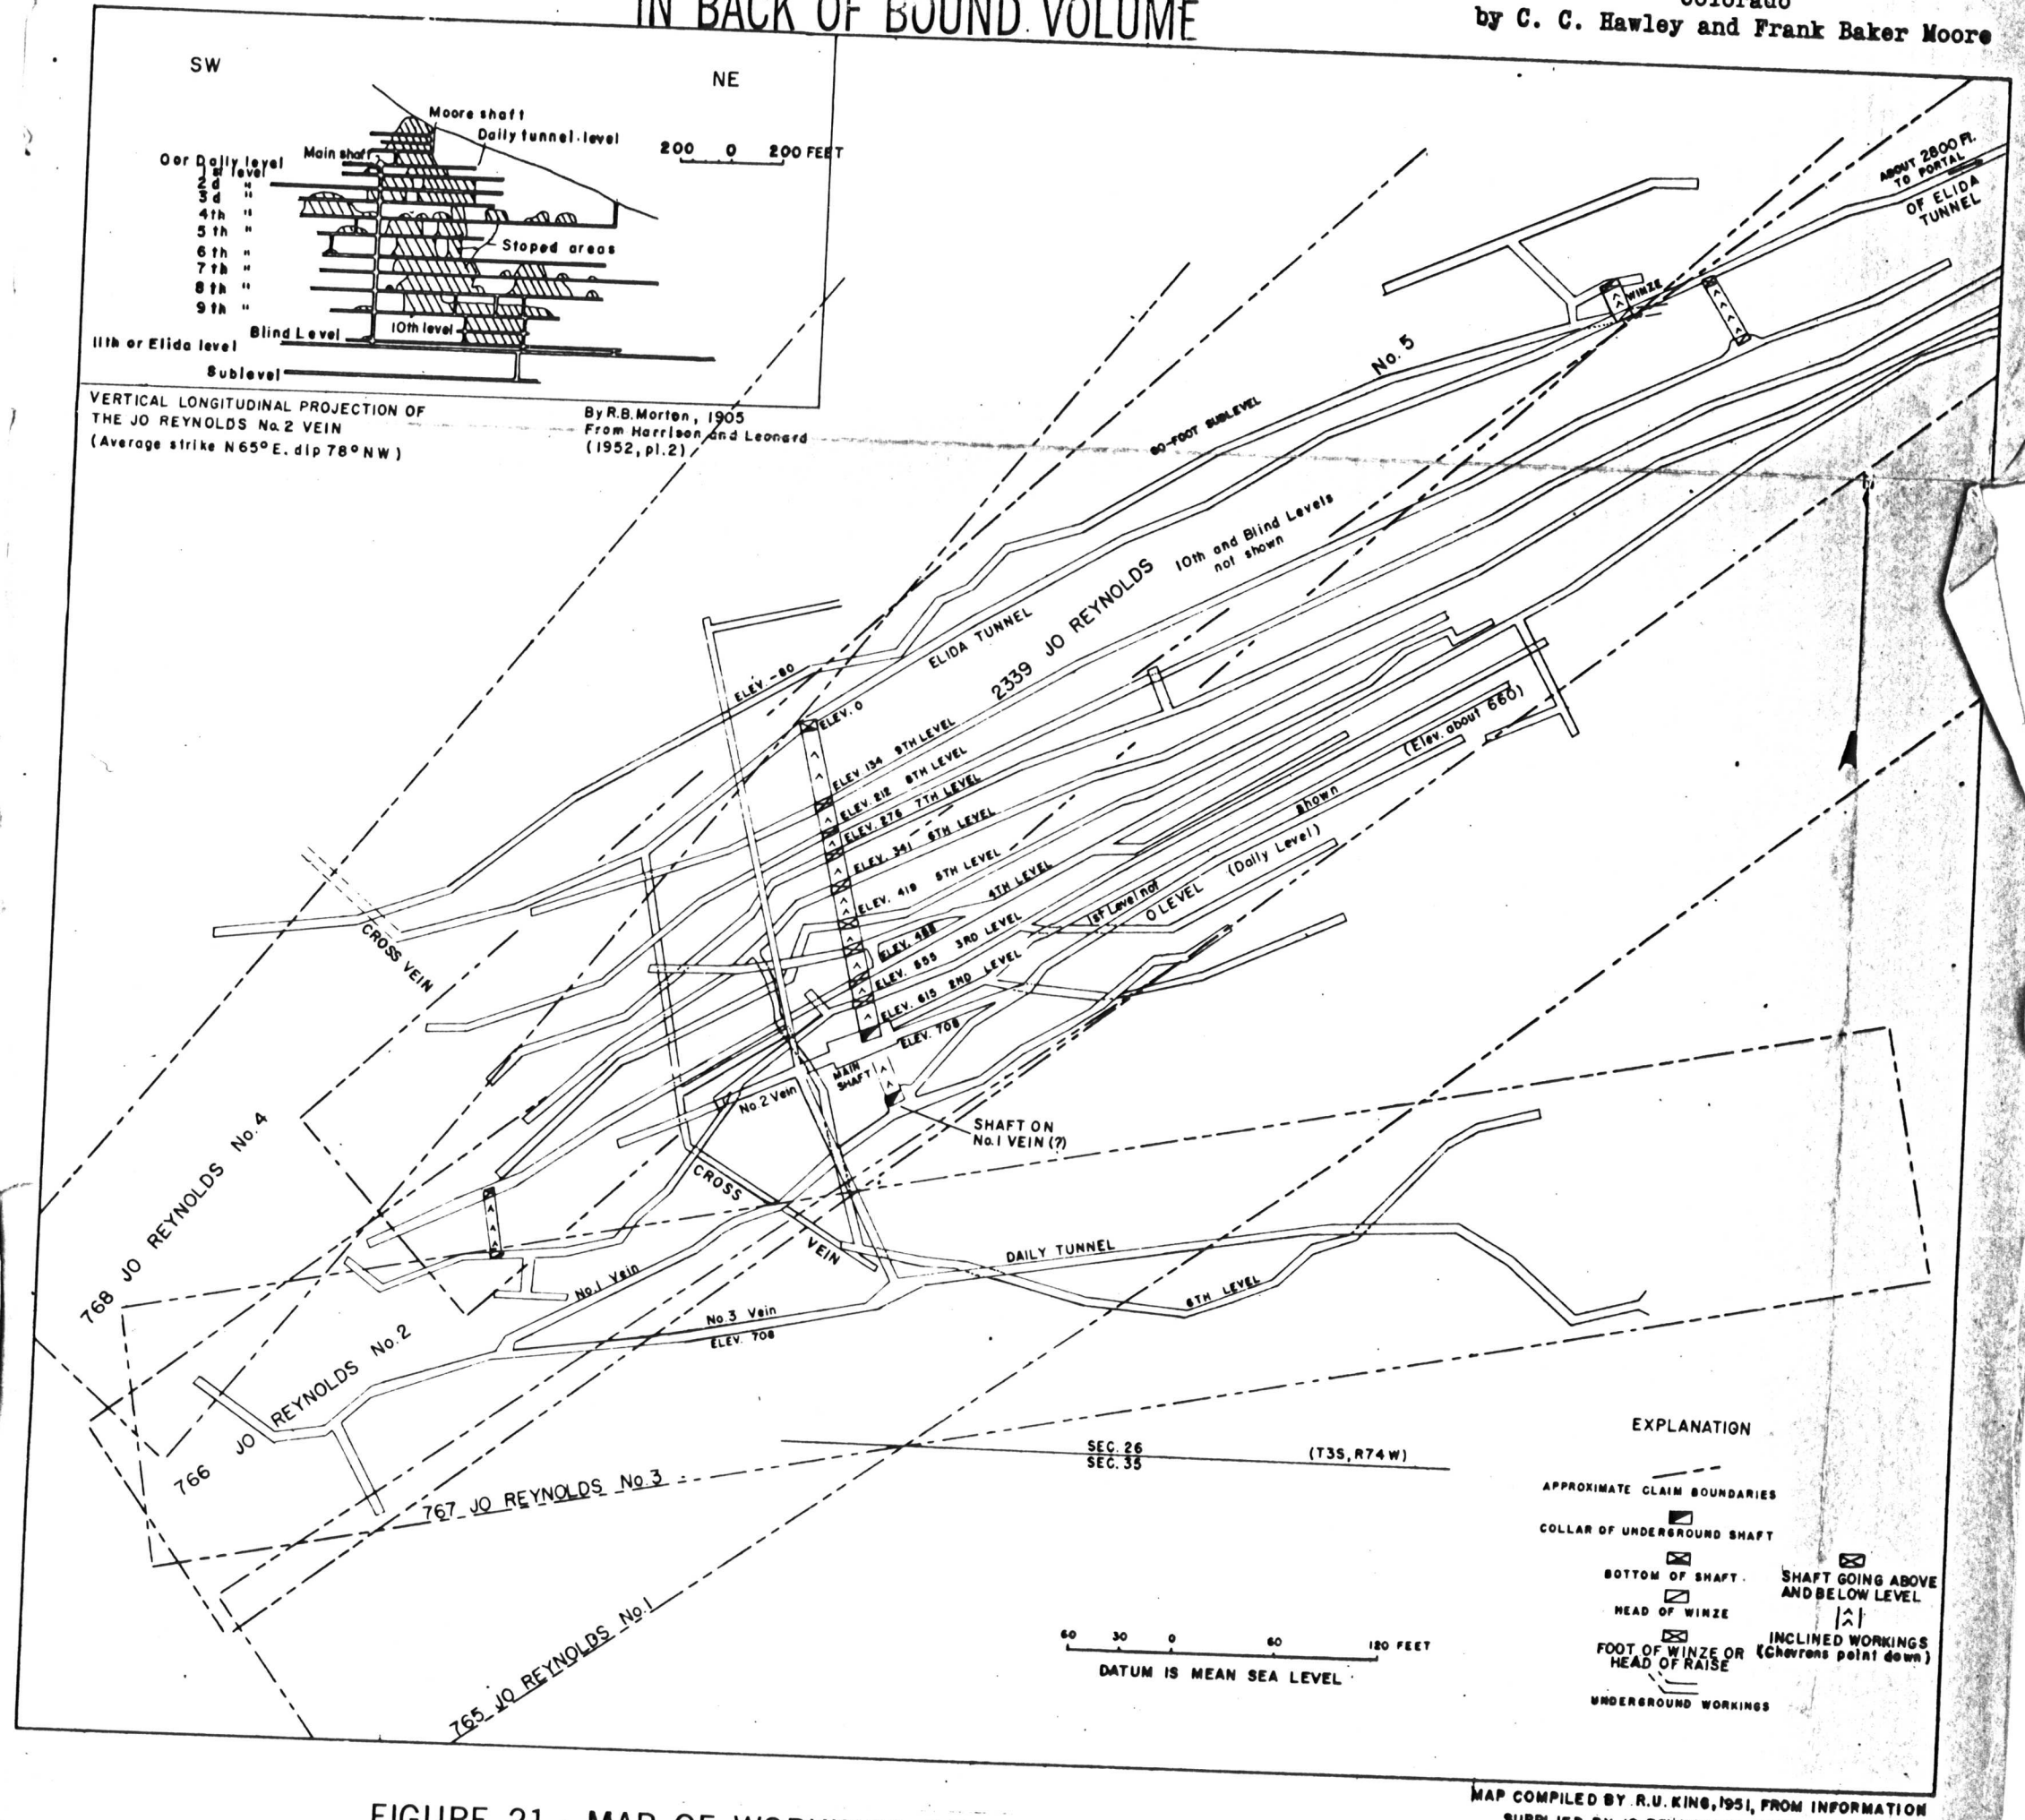 IN BACK OF BOUND VOLUME
Colorado
by C. C. Hawley and Frank Baker Moore
SW
NE
Moore shaft
Daily tunnel level
Main shaft
200 0 200 FEET
0 or Daily level
1st level
2d "
3d "
4th "
5th "
6th "
7th "
8th "
9th "
Stoped areas
Blind Level
10th level
11th or Elida level
Sublevel
VERTICAL LONGITUDINAL PROJECTION OF
THE JO REYNOLDS No. 2 VEIN
(Average strike N65°E. dip 78°NW)
By R.B. Morton, 1905
From Harrison and Leonard
(1952, pl.2)
ABOUT 2800 FT.
TO PORTAL
OF ELIDA
TUNNEL
WINZE
No. 5
80-FOOT SUBLEVEL
10th and Blind Levels
not shown
2339 JO REYNOLDS
ELIDA TUNNEL
ELEV. -80
ELEV. 0
ELEV 134 9TH LEVEL
ELEV. 212 8TH LEVEL
ELEV. 276 7TH LEVEL
ELEV. 341 6TH LEVEL
ELEV. 419 5TH LEVEL
4TH LEVEL
ELEV. 488
ELEV. 555 3RD LEVEL
ELEV. 615 2ND LEVEL
ELEV. 708
1st Level not shown
(Elev. about 660)
0 LEVEL (Daily Level)
CROSS VEIN
MAIN
SHAFT
No. 2 Vein
SHAFT ON
No. 1 VEIN (?)
CROSS VEIN
DAILY TUNNEL
6TH LEVEL
No. 1 Vein
No. 3 Vein
ELEV. 708
768 JO REYNOLDS No. 4
766 JO REYNOLDS No. 2
767 JO REYNOLDS No. 3
765 JO REYNOLDS No. 1
SEC. 26
SEC. 35
(T3S, R74W)
EXPLANATION
APPROXIMATE CLAIM BOUNDARIES
COLLAR OF UNDERGROUND SHAFT
BOTTOM OF SHAFT
HEAD OF WINZE
FOOT OF WINZE OR
HEAD OF RAISE
UNDERGROUND WORKINGS
SHAFT GOING ABOVE
AND BELOW LEVEL
INCLINED WORKINGS
(Chevrons point down)
60 30 0 60 120 FEET
DATUM IS MEAN SEA LEVEL
MAP COMPILED BY R.U. KING, 1951, FROM INFORMATION
FIGURE 21. MAP OF